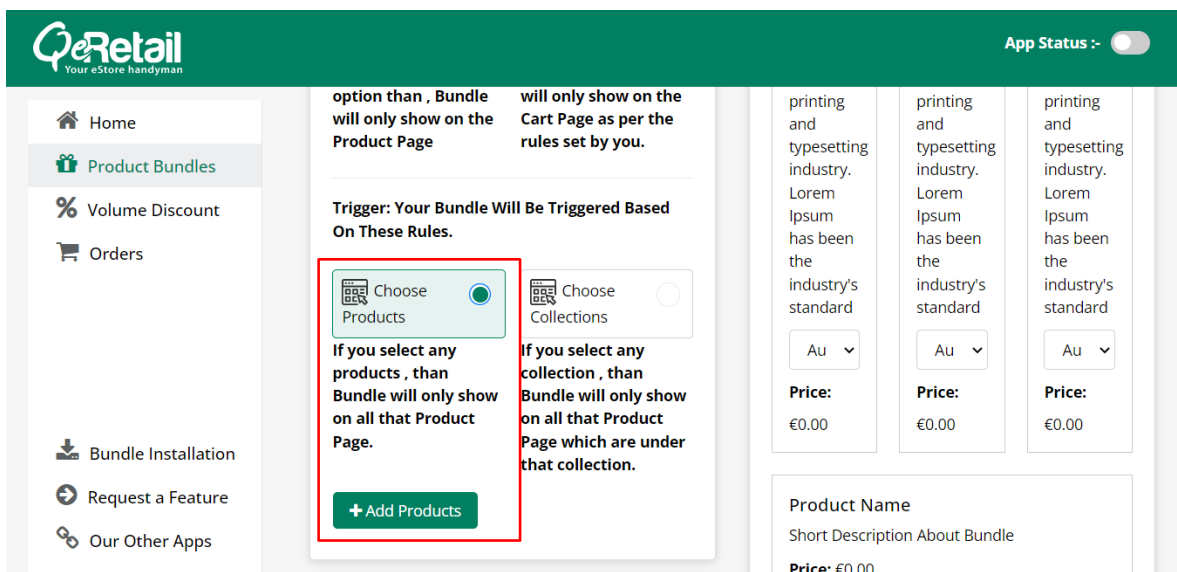 QeRetail
Your eStore handyman
App Status :-
Home
Product Bundles
Volume Discount
Orders
Bundle Installation
Request a Feature
Our Other Apps
option than , Bundle
will only show on the
Product Page
will only show on the
Cart Page as per the
rules set by you.
Trigger: Your Bundle Will Be Triggered Based
On These Rules.
Choose
Products
If you select any
products , than
Bundle will only show
on all that Product
Page.
Add Products
Choose
Collections
If you select any
collection , than
Bundle will only show
on all that Product
Page which are under
that collection.
printing
and
typesetting
industry.
Lorem
Ipsum
has been
the
industry's
standard
Au
Price:
€0.00
printing
and
typesetting
industry.
Lorem
Ipsum
has been
the
industry's
standard
Au
Price:
€0.00
printing
and
typesetting
industry.
Lorem
Ipsum
has been
the
industry's
standard
Au
Price:
€0.00
Product Name
Short Description About Bundle
Price: €0.00